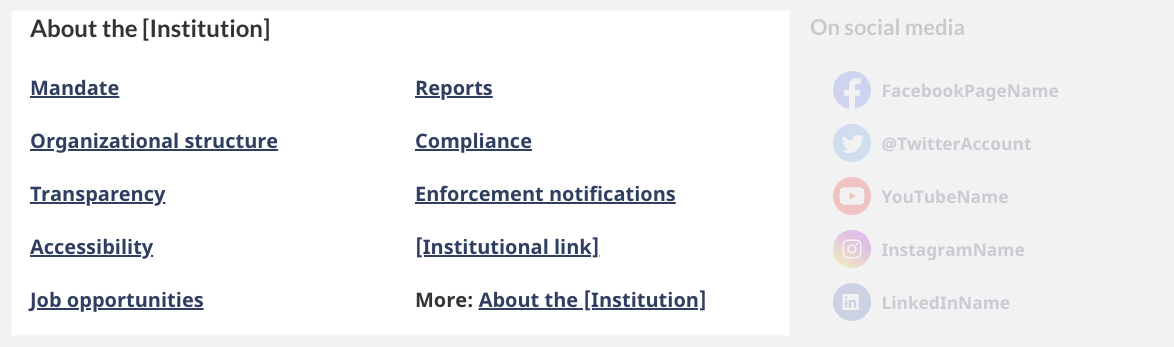 About the [Institution]
Mandate
Organizational structure
Transparency
Accessibility
Job opportunities
Reports
Compliance
Enforcement notifications
[Institutional link]
More: About the [Institution]
On social media
FacebookPageName
@TwitterAccount
YouTubeName
InstagramName
LinkedInName